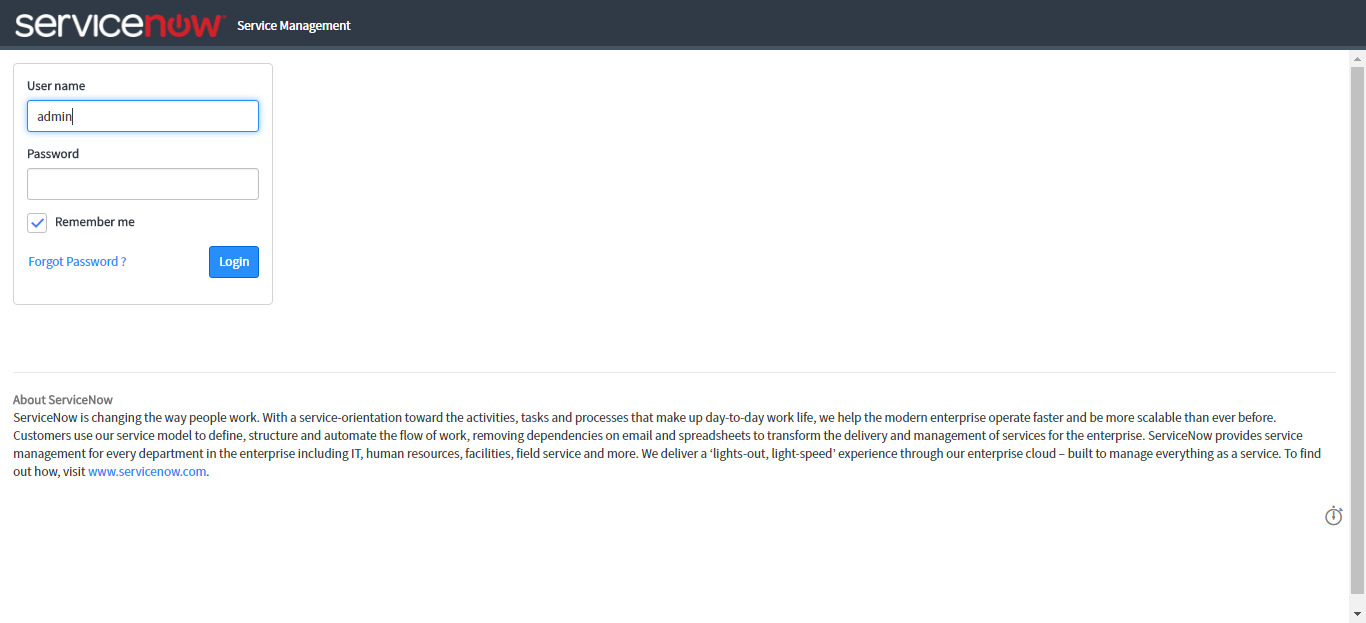 servicenow Service Management
User name
admin
Password
Remember me
Forgot Password ?
Login
About ServiceNow
ServiceNow is changing the way people work. With a service-orientation toward the activities, tasks and processes that make up day-to-day work life, we help the modern enterprise operate faster and be more scalable than ever before.
Customers use our service model to define, structure and automate the flow of work, removing dependencies on email and spreadsheets to transform the delivery and management of services for the enterprise. ServiceNow provides service
management for every department in the enterprise including IT, human resources, facilities, field service and more. We deliver a ‘lights-out, light-speed’ experience through our enterprise cloud – built to manage everything as a service. To find
out how, visit www.servicenow.com.